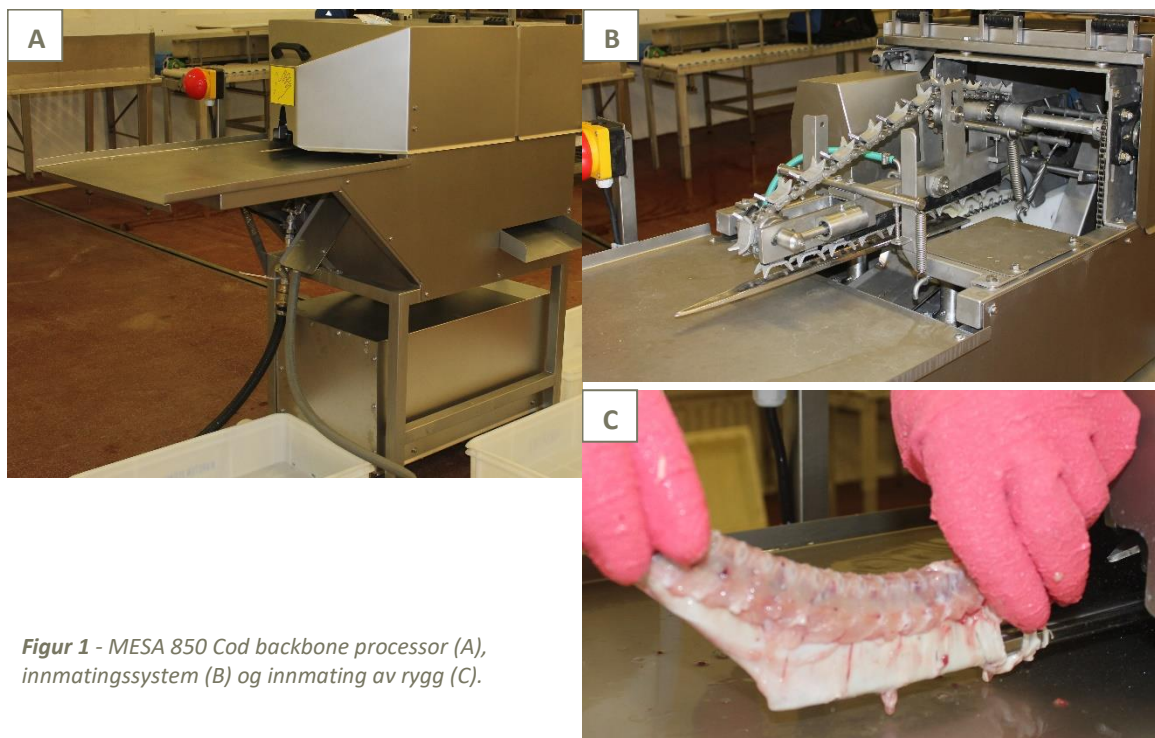 A
B
C
Figur 1 - MESA 850 Cod backbone processor (A),
innmatingssystem (B) og innmating av rygg (C).